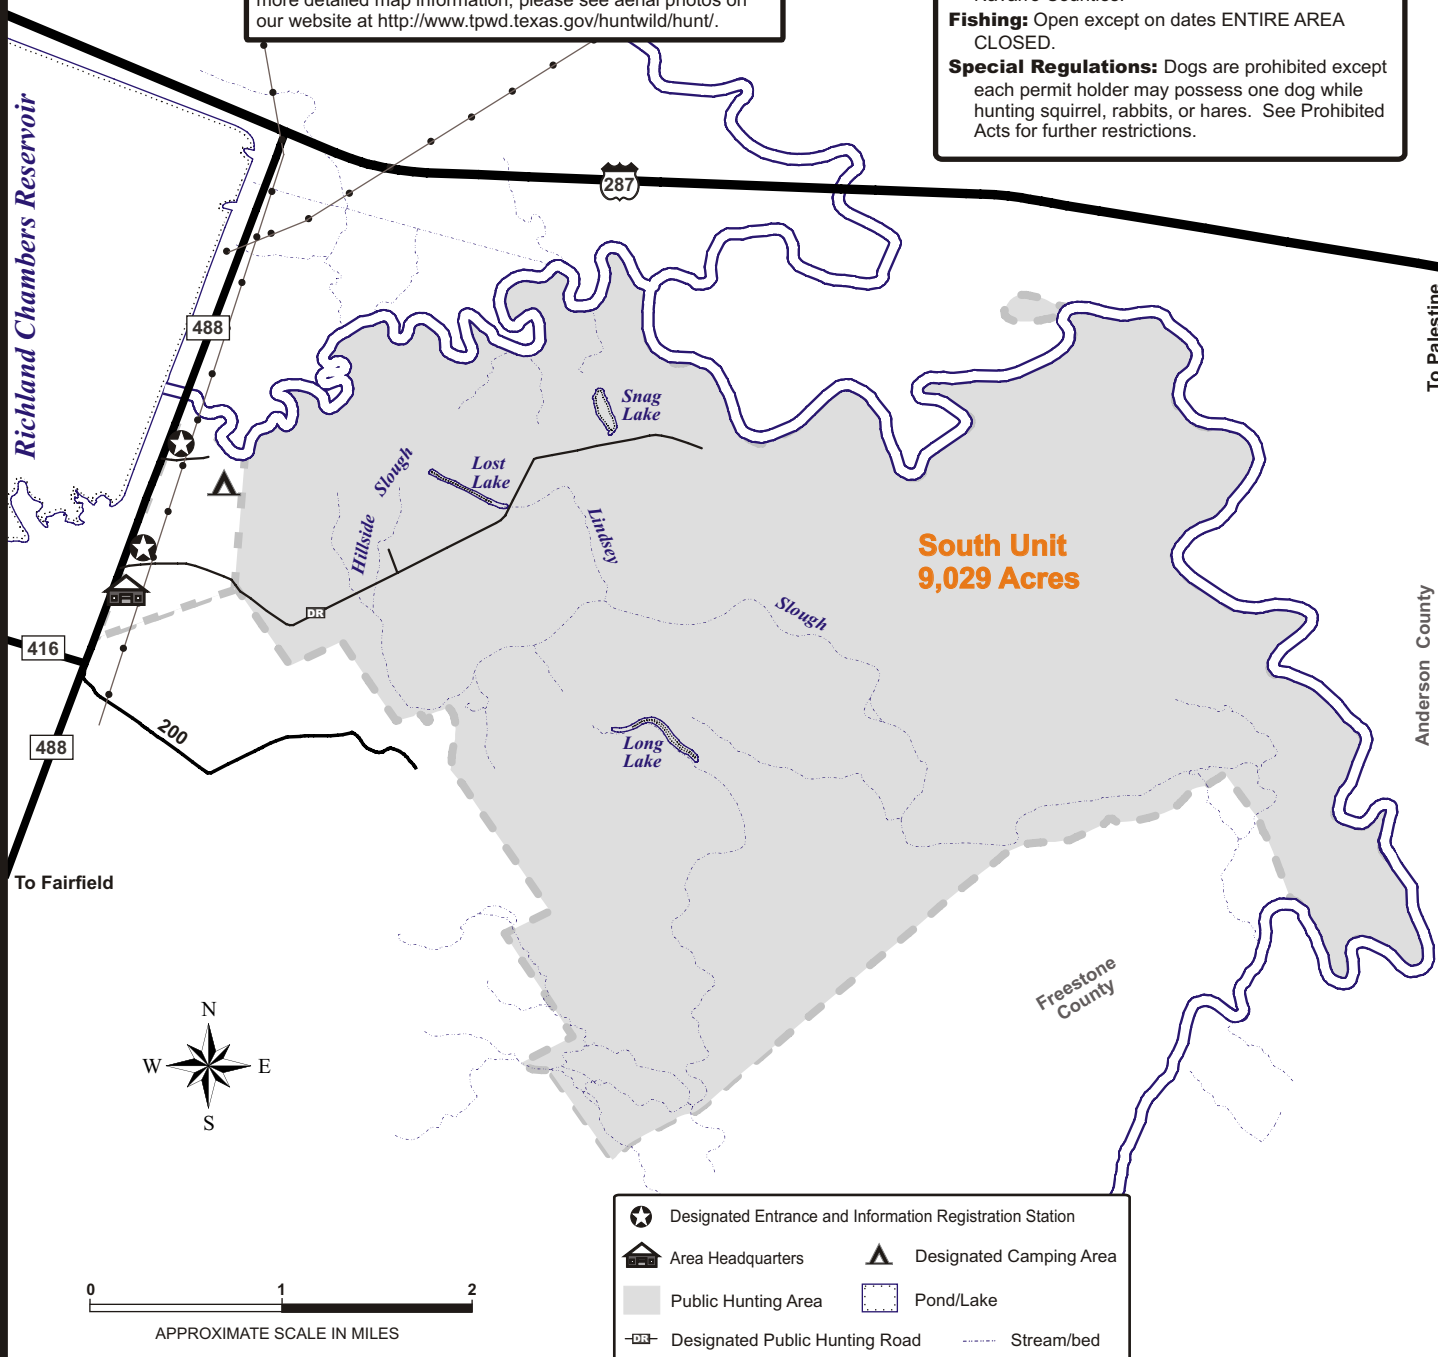 more detailed map information, please see aerial photos on
our website at http://www.tpwd.texas.gov/huntwild/hunt/.
Navarro Counties.
Fishing: Open except on dates ENTIRE AREA
CLOSED.
Special Regulations: Dogs are prohibited except
each permit holder may possess one dog while
hunting squirrel, rabbits, or hares. See Prohibited
Acts for further restrictions.
Richland Chambers Reservoir
287
488
To Palestine
Snag
Lake
Lost
Lake
Hillside Slough
Lindsey
Slough
South Unit
9,029 Acres
DR
416
488
200
Long
Lake
Anderson County
To Fairfield
Freestone
County
N
W E
S
0 1 2
APPROXIMATE SCALE IN MILES
Designated Entrance and Information Registration Station
Area Headquarters
Designated Camping Area
Public Hunting Area
Pond/Lake
DR
Designated Public Hunting Road
Stream/bed